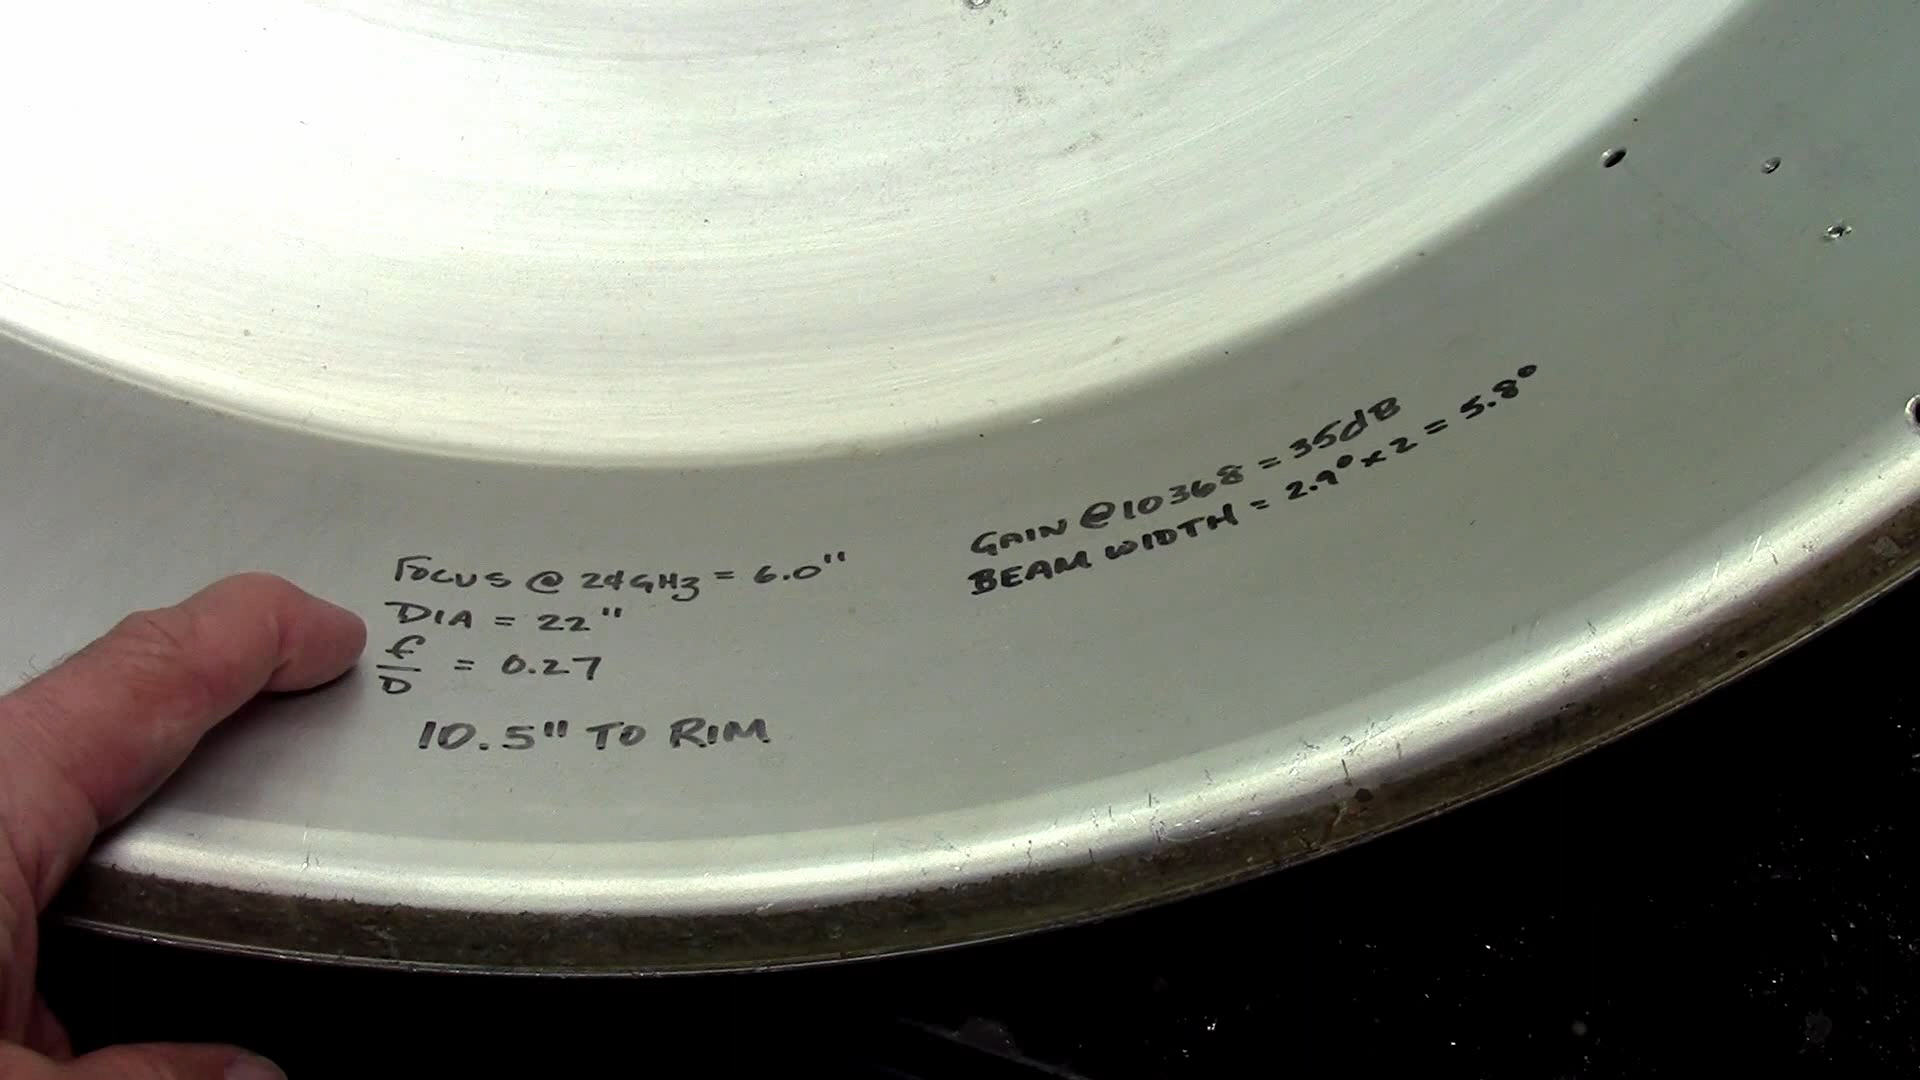 FOCUS @ 24GHz = 6.0"
DIA = 22"
f/D = 0.27
10.5" TO RIM
GAIN @ 10368 = 35dB
BEAM WIDTH = 2.9° x 2 = 5.8°